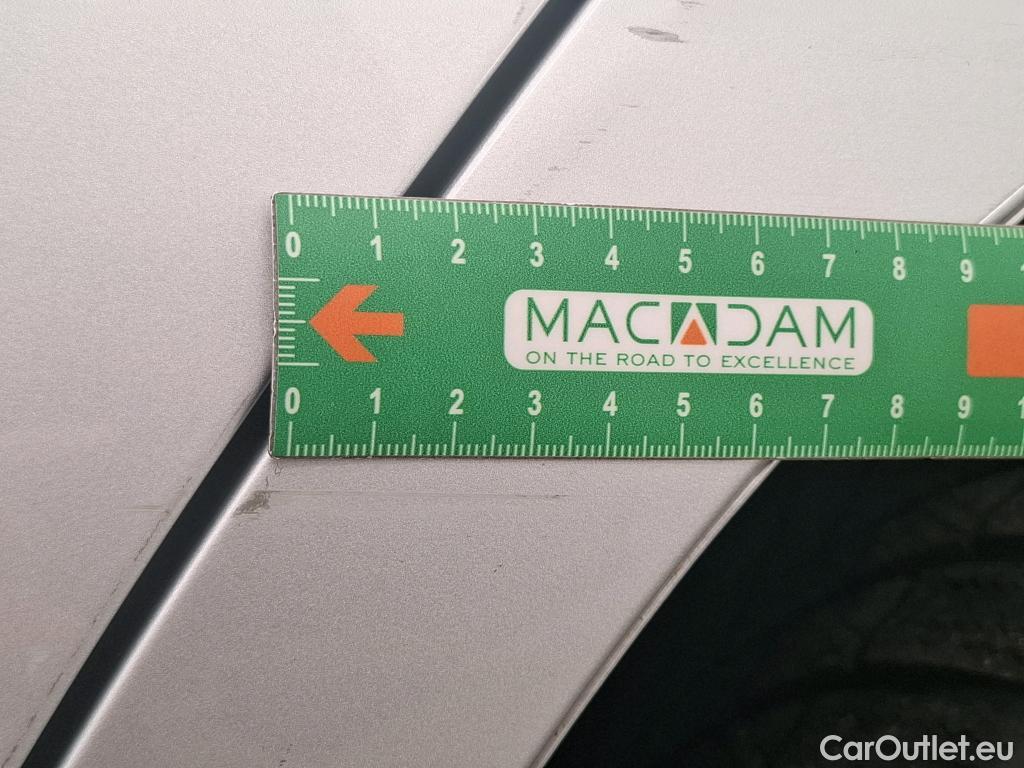 0 1 2 3 4 5 6 7 8 9
MACADAM
ON THE ROAD TO EXCELLENCE
0 1 2 3 4 5 6 7 8 9
CarOutlet.eu